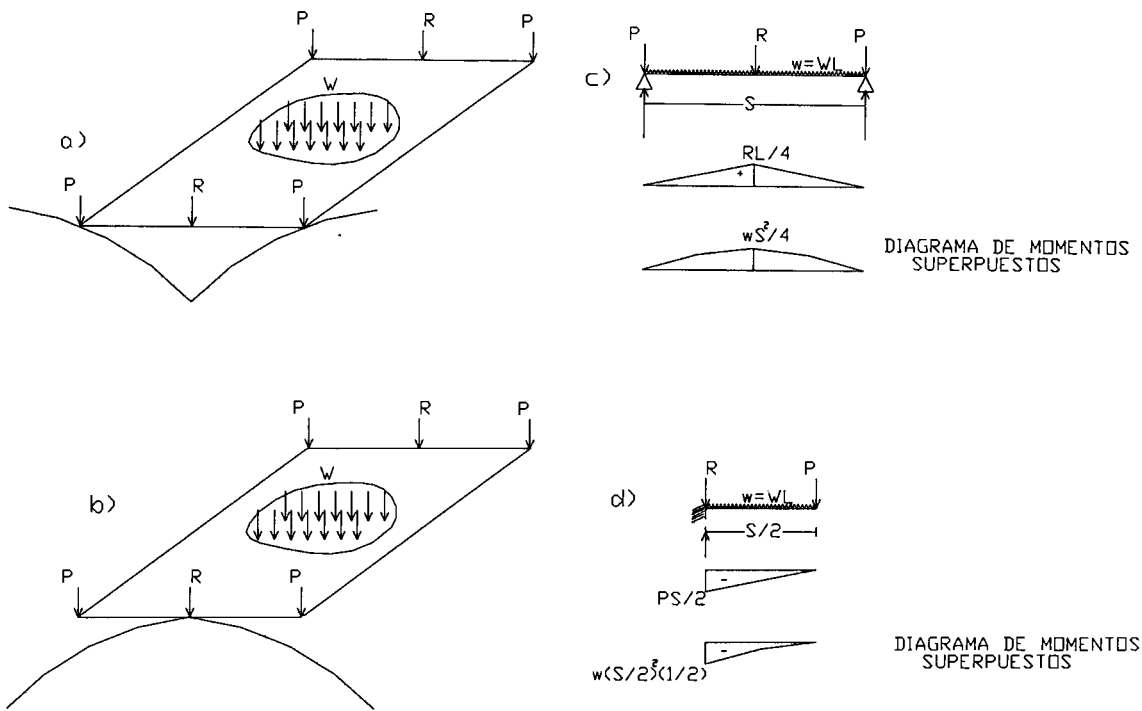 P R P
W
a)
P R P
P R P
w=WL
c)
S
RL/4
+
wS²/4
DIAGRAMA DE MOMENTOS
SUPERPUESTOS
P R P
W
b)
P R P
R P
w=WL
d)
S/2
-
PS/2
-
w(S/2)²(1/2)
DIAGRAMA DE MOMENTOS
SUPERPUESTOS